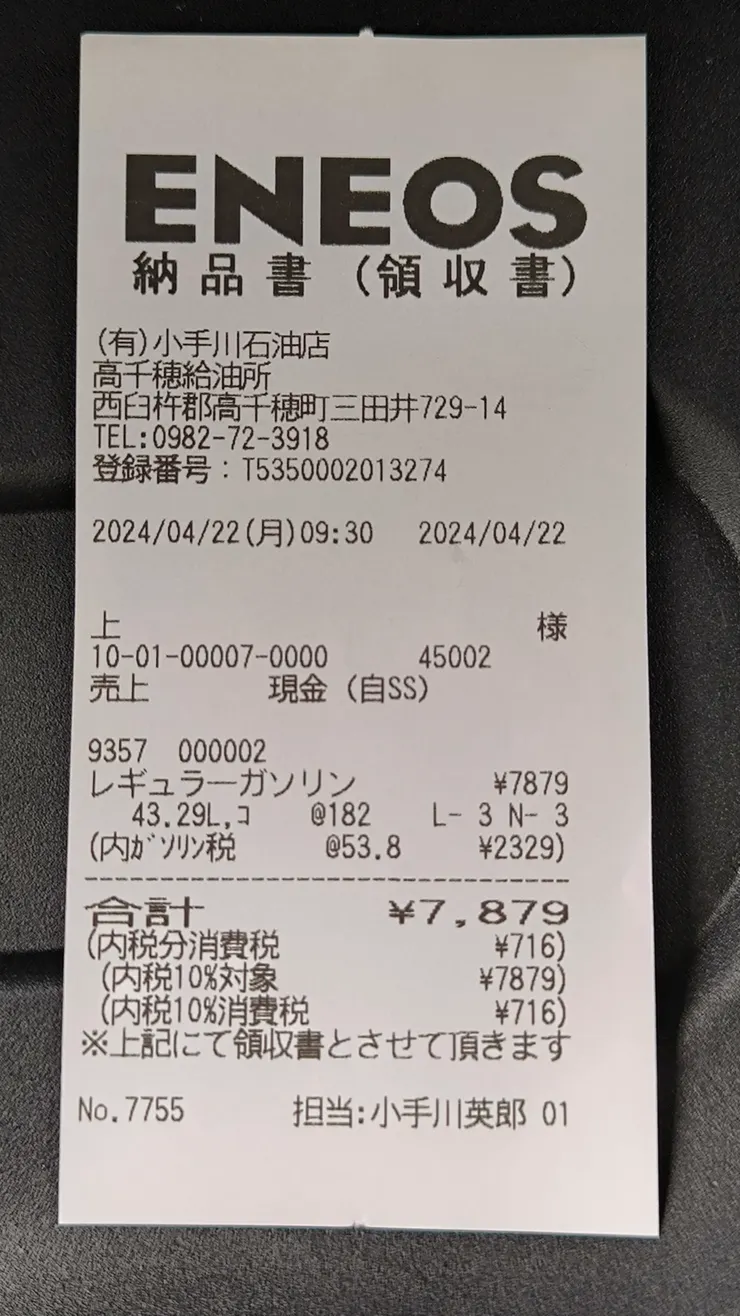 ENEOS
納品書（領収書）
(有)小手川石油店
高千穂給油所
西臼杵郡高千穂町三田井729-14
TEL:0982-72-3918
登録番号：T5350002013274
2024/04/22(月)09:30 2024/04/22
上 様
10-01-00007-0000 45002
売上 現金（自SS）
9357 000002
レギュラーガソリン ¥7879
43.29L,ｺ @182 L- 3 N- 3
(内ｶﾞｿﾘﾝ税 @53.8 ¥2329)
--------------------------------
合計 ¥7,879
(内税分消費税 ¥716)
(内税10%対象 ¥7879)
(内税10%消費税 ¥716)
※上記にて領収書とさせて頂きます
No.7755 担当:小手川英郎 01